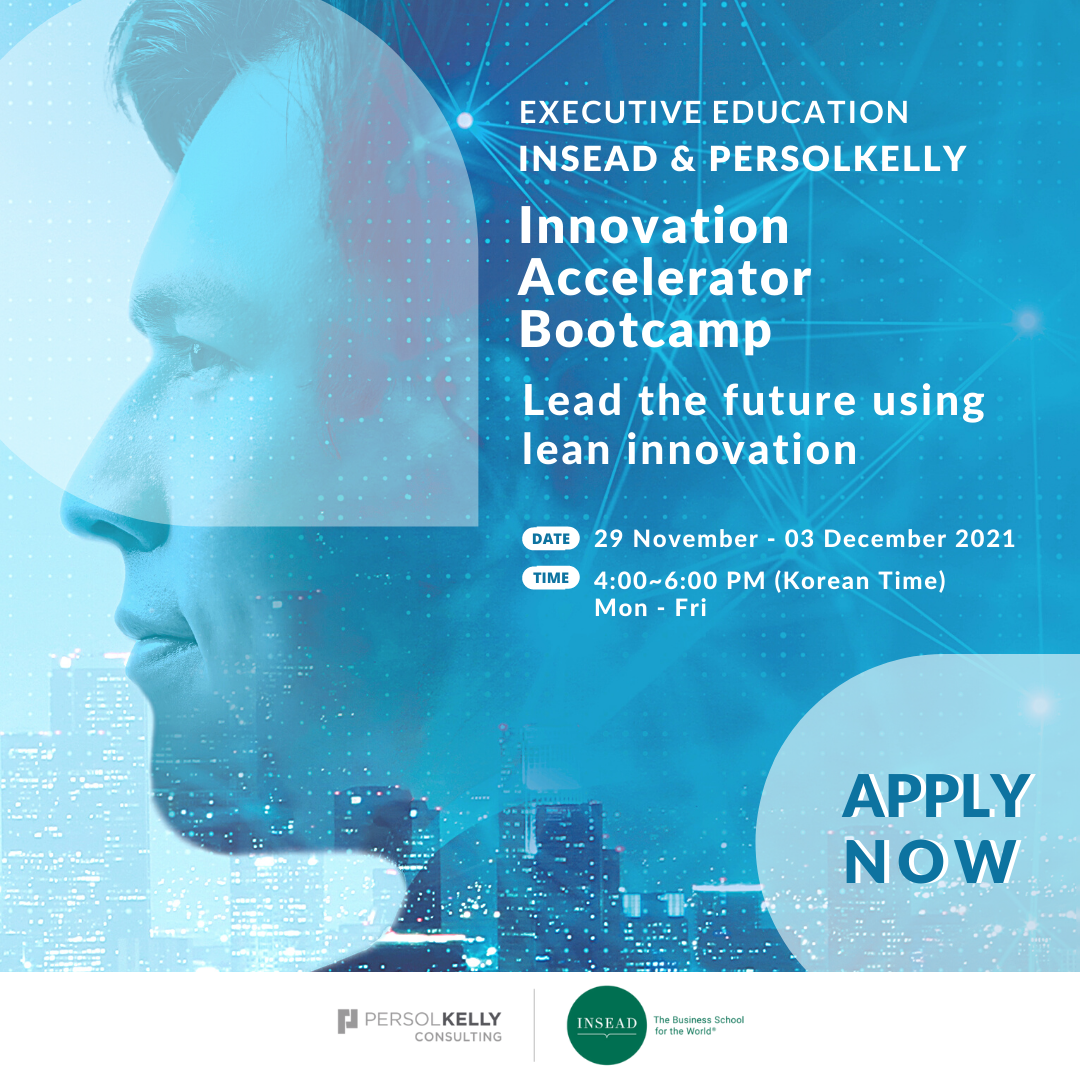 EXECUTIVE EDUCATION
INSEAD & PERSOLKELLY
Innovation
Accelerator
Bootcamp
Lead the future using
lean innovation
DATE 29 November - 03 December 2021
TIME 4:00~6:00 PM (Korean Time)
Mon - Fri
APPLY
NOW
PERSOLKELLY
CONSULTING
INSEAD
The Business School
for the World®